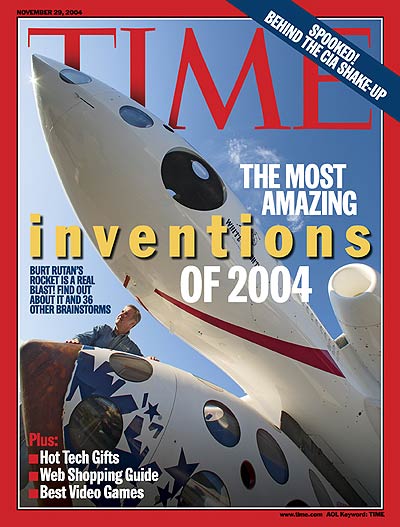 NOVEMBER 29, 2004
SPOOKED!
BEHIND THE CIA SHAKE-UP
TIME
THE MOST
AMAZING
inventions
OF 2004
BURT RUTAN'S
ROCKET IS A REAL
BLAST! FIND OUT
ABOUT IT AND 36
OTHER BRAINSTORMS
WHITE
Plus:
Hot Tech Gifts
Web Shopping Guide
Best Video Games
www.time.com AOL Keyword: TIME